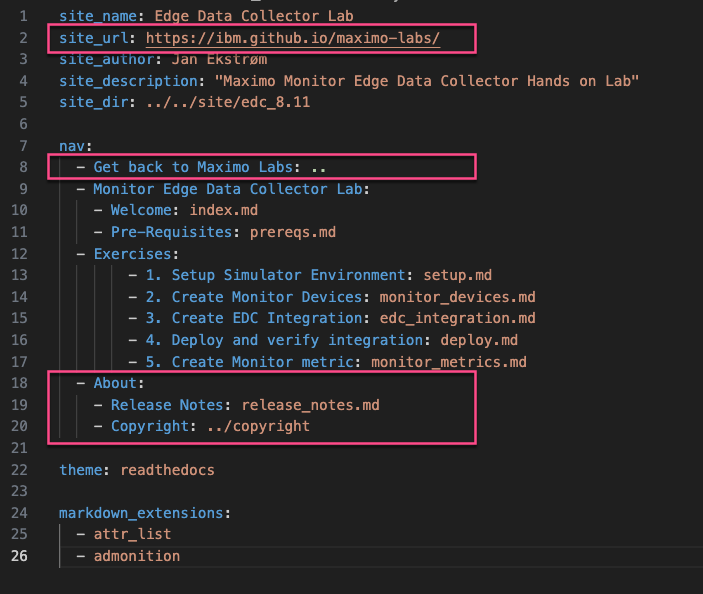 1 site_name: Edge Data Collector Lab
2 site_url: https://ibm.github.io/maximo-labs/
3 site_author: Jan Ekstrøm
4 site_description: "Maximo Monitor Edge Data Collector Hands on Lab"
5 site_dir: ../../site/edc_8.11
6
7 nav:
8 - Get back to Maximo Labs: ..
9 - Monitor Edge Data Collector Lab:
10 - Welcome: index.md
11 - Pre-Requisites: prereqs.md
12 - Exercises:
13 - 1. Setup Simulator Environment: setup.md
14 - 2. Create Monitor Devices: monitor_devices.md
15 - 3. Create EDC Integration: edc_integration.md
16 - 4. Deploy and verify integration: deploy.md
17 - 5. Create Monitor metric: monitor_metrics.md
18 - About:
19 - Release Notes: release_notes.md
20 - Copyright: ../copyright
21
22 theme: readthedocs
23
24 markdown_extensions:
25 - attr_list
26 - admonition